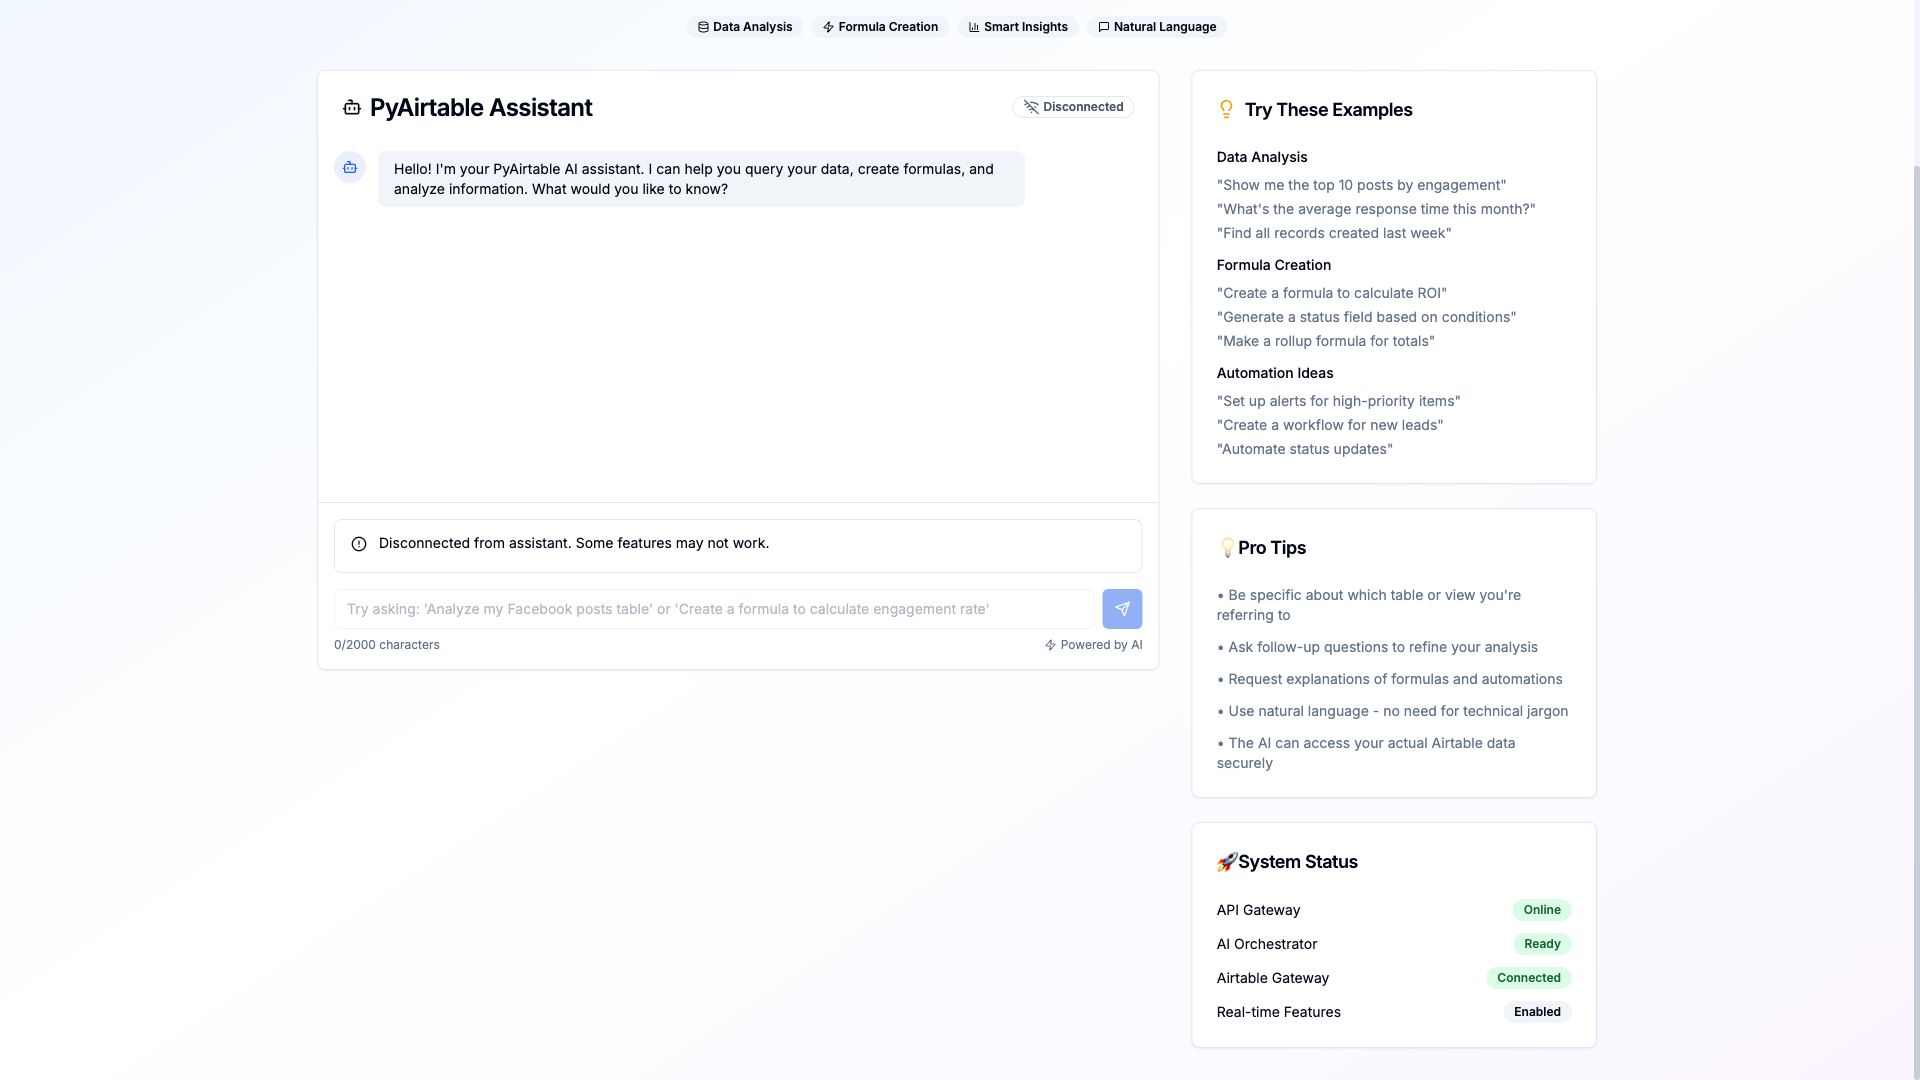 Data Analysis
Formula Creation
Smart Insights
Natural Language
PyAirtable Assistant
Disconnected
Hello! I'm your PyAirtable AI assistant. I can help you query your data, create formulas, and
analyze information. What would you like to know?
Disconnected from assistant. Some features may not work.
Try asking: 'Analyze my Facebook posts table' or 'Create a formula to calculate engagement rate'
0/2000 characters
Powered by AI
Try These Examples
Data Analysis
"Show me the top 10 posts by engagement"
"What's the average response time this month?"
"Find all records created last week"
Formula Creation
"Create a formula to calculate ROI"
"Generate a status field based on conditions"
"Make a rollup formula for totals"
Automation Ideas
"Set up alerts for high-priority items"
"Create a workflow for new leads"
"Automate status updates"
💡Pro Tips
• Be specific about which table or view you're
referring to
• Ask follow-up questions to refine your analysis
• Request explanations of formulas and automations
• Use natural language - no need for technical jargon
• The AI can access your actual Airtable data
securely
🚀System Status
API Gateway Online
AI Orchestrator Ready
Airtable Gateway Connected
Real-time Features Enabled